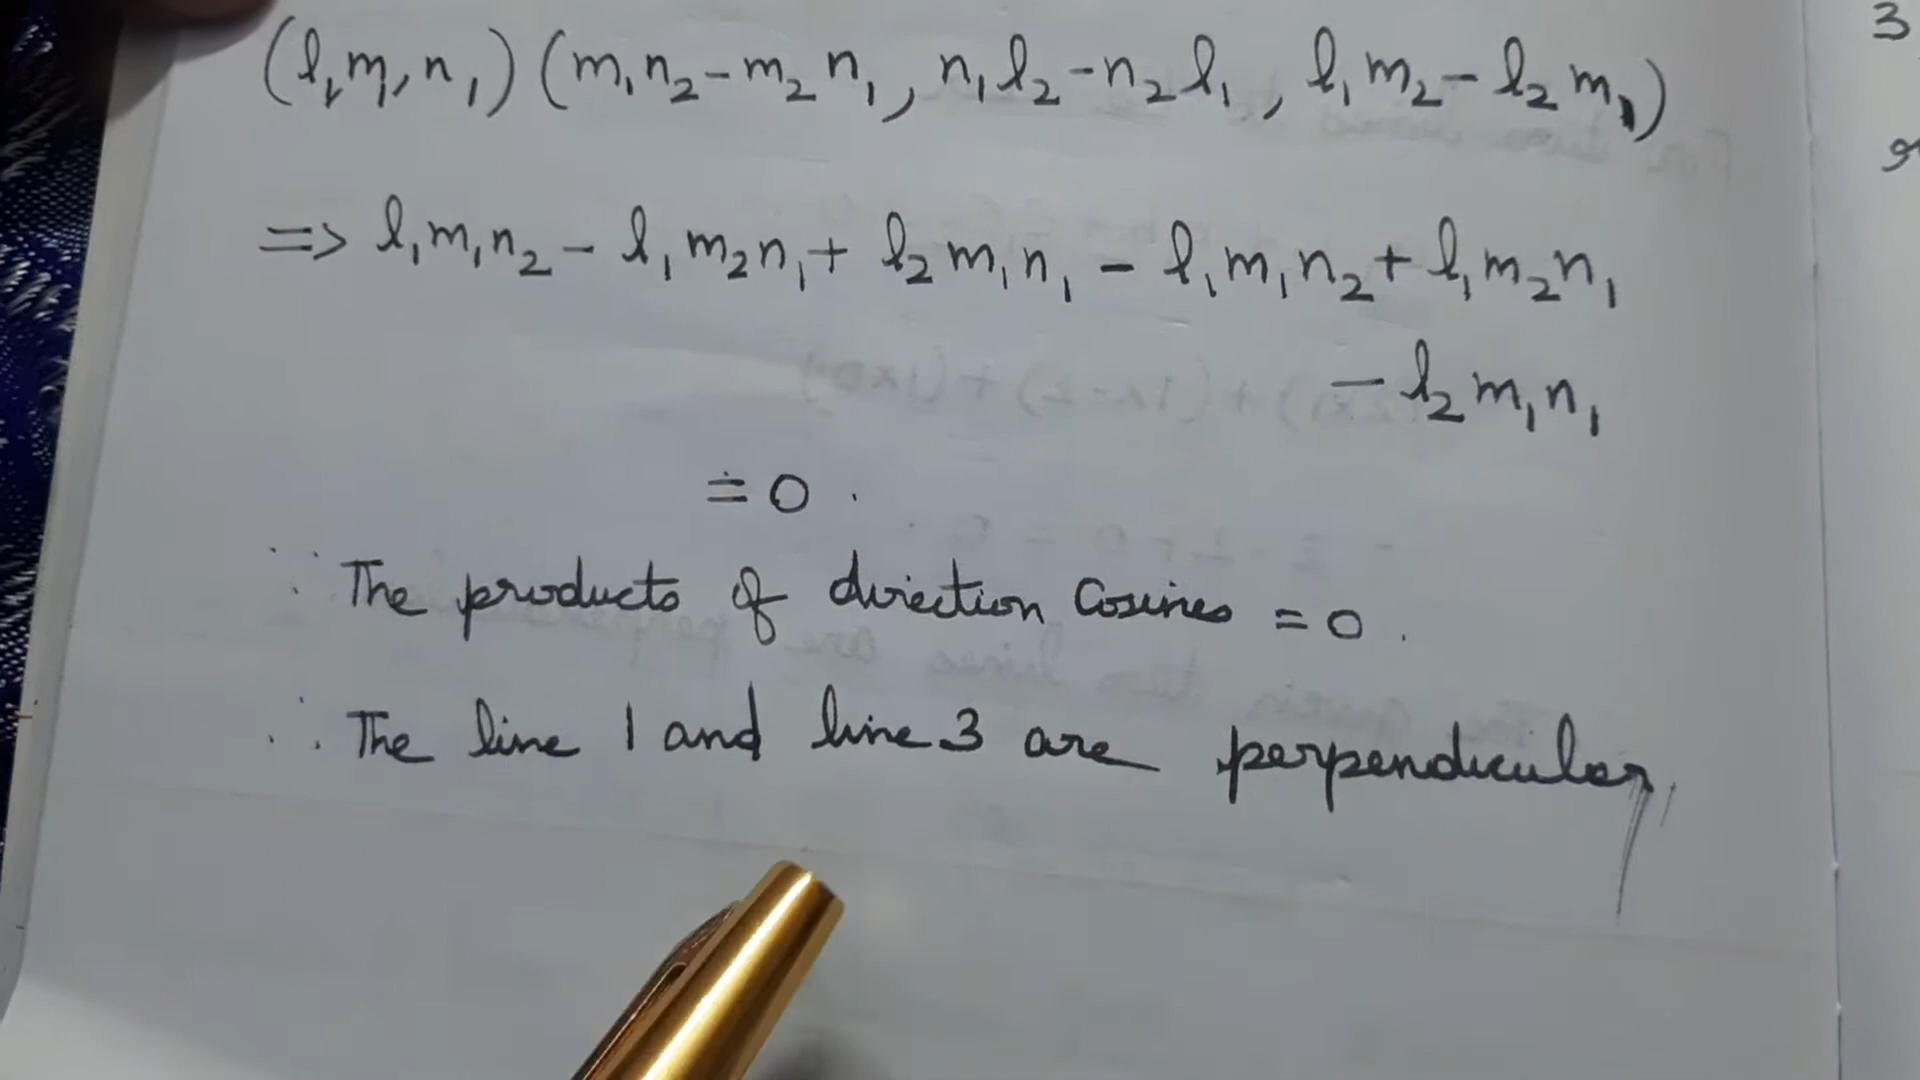 (l₁, m₁, n₁) (m₁n₂ - m₂n₁, n₁l₂ - n₂l₁, l₁m₂ - l₂m₁)
=> l₁m₁n₂ - l₁m₂n₁ + l₂m₁n₁ - l₁m₁n₂ + l₁m₂n₁
- l₂m₁n₁
= 0.
∵ The products of direction Cosines = 0.
∴ The line 1 and line 3 are perpendicular
3